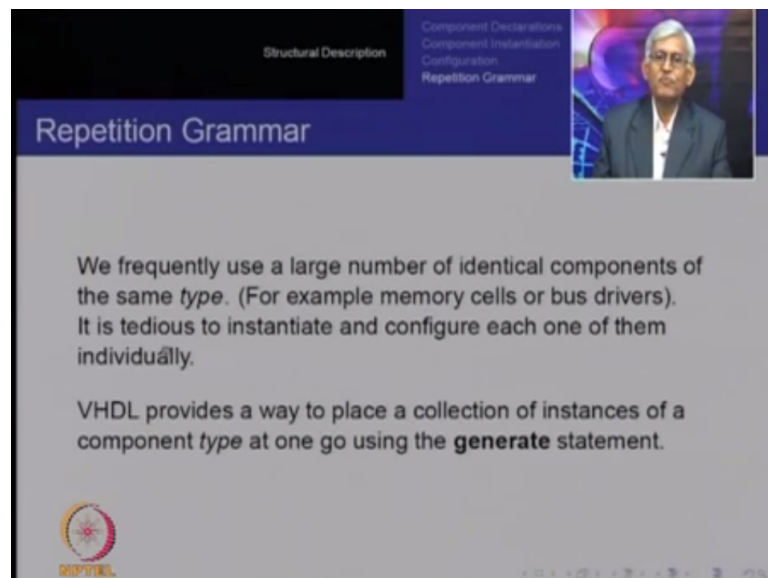 Structural Description
Component Declarations
Component Instantiation
Configuration
Repetition Grammar
Repetition Grammar
We frequently use a large number of identical components of
the same type. (For example memory cells or bus drivers).
It is tedious to instantiate and configure each one of them
individually.
VHDL provides a way to place a collection of instances of a
component type at one go using the generate statement.
NPTEL